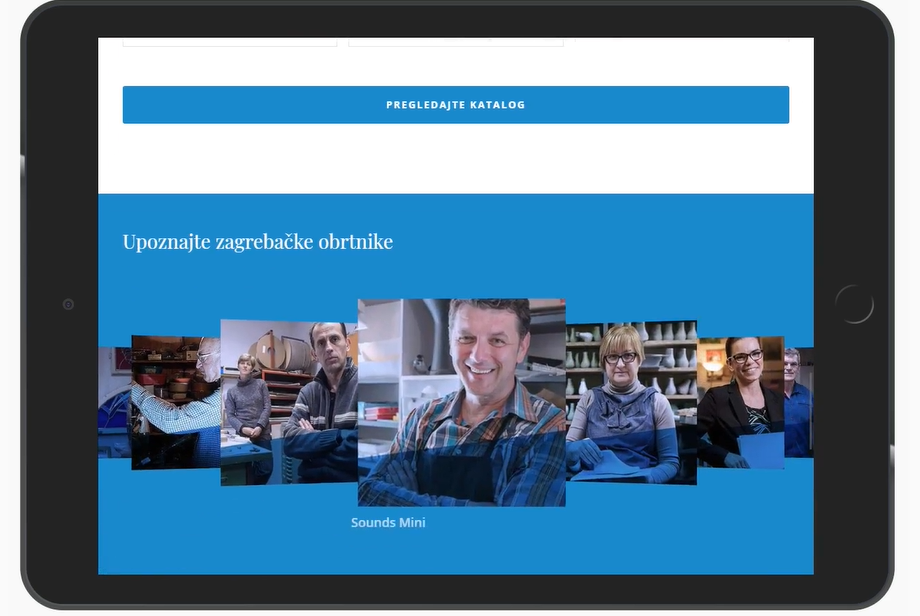 PREGLEDAJTE KATALOG
Upoznajte zagrebačke obrtnike
Sounds Mini